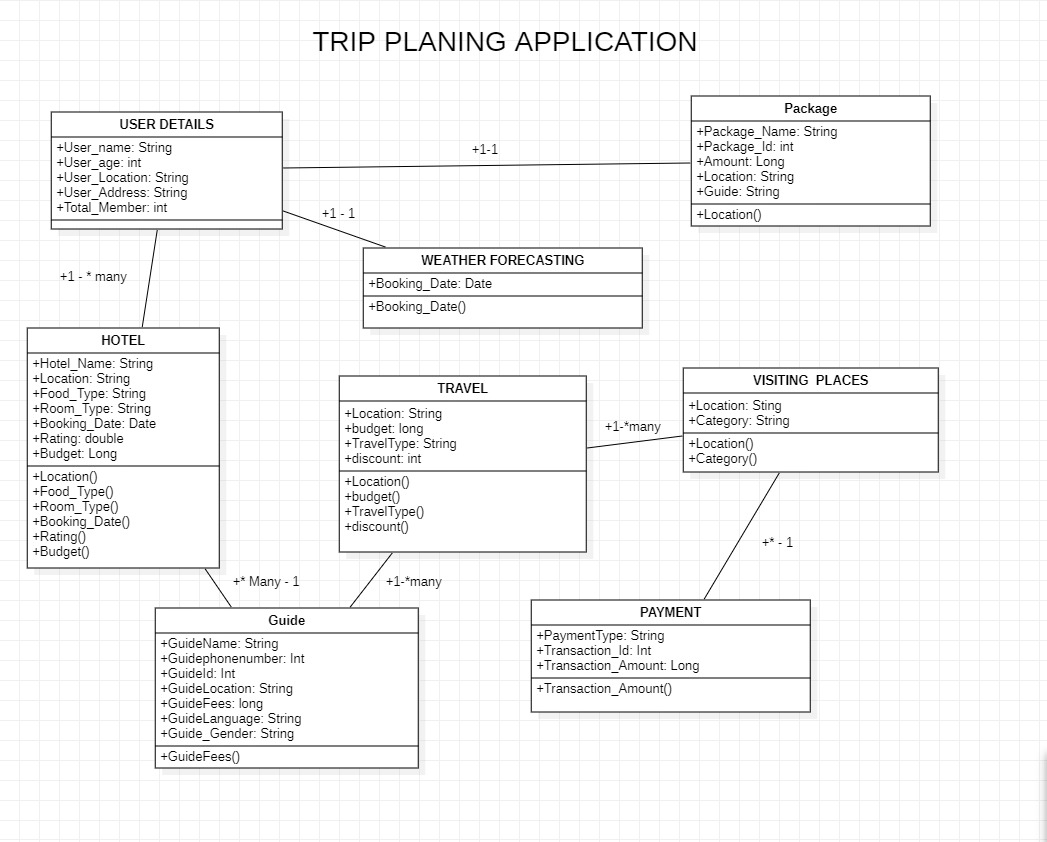 TRIP PLANING APPLICATION
USER DETAILS
+User_name: String
+User_age: int
+User_Location: String
+User_Address: String
+Total_Member: int
+1-1
Package
+Package_Name: String
+Package_Id: int
+Amount: Long
+Location: String
+Guide: String
+Location()
+1 - 1
WEATHER FORECASTING
+Booking_Date: Date
+Booking_Date()
+1 - * many
HOTEL
+Hotel_Name: String
+Location: String
+Food_Type: String
+Room_Type: String
+Booking_Date: Date
+Rating: double
+Budget: Long
+Location()
+Food_Type()
+Room_Type()
+Booking_Date()
+Rating()
+Budget()
TRAVEL
+Location: String
+budget: long
+TravelType: String
+discount: int
+Location()
+budget()
+TravelType()
+discount()
+1-*many
VISITING  PLACES
+Location: Sting
+Category: String
+Location()
+Category()
+* - 1
+* Many - 1
+1-*many
Guide
+GuideName: String
+Guidephonenumber: Int
+GuideId: Int
+GuideLocation: String
+GuideFees: long
+GuideLanguage: String
+Guide_Gender: String
+GuideFees()
PAYMENT
+PaymentType: String
+Transaction_Id: Int
+Transaction_Amount: Long
+Transaction_Amount()